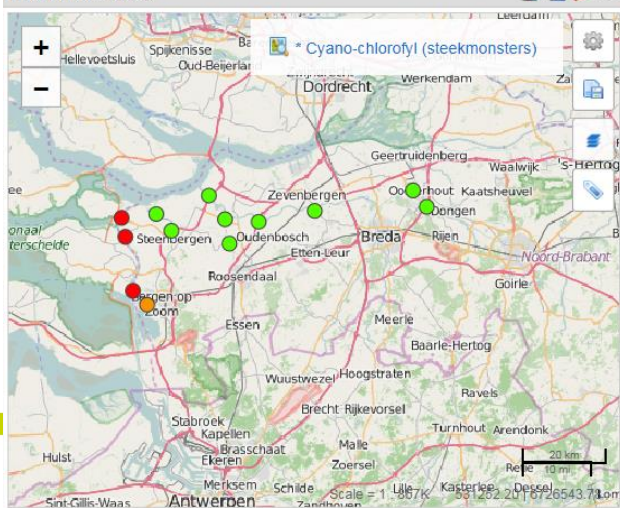 Leerdam
+
* Cyano-chlorofyl (steekmonsters)
Spijkenisse
Hellevoetsluis
Oud-Beijerland
Werkendam
−
Dordrecht
Geertruidenberg
Waalwijk
's-Hertog
Zevenbergen
Kaatsheuvel
Dongen
Steenbergen
Oudenbosch
Breda
Rijen
Etten-Leur
terschelde
Noord-Brabant
Roosendaal
Goirle
Bergen op
Zoom
Essen
Meerle
Baarle-Hertog
Wuustwezel
Hoogstraten
Ravels
Brecht
Rijkevorsel
Stabroek
Turnhout
Arendonk
Kapellen
Malle
Brasschaat
Hulst
Ekeren
Zoersel
20 km
10 mi
Merksem
Schilde
Lille
Kasterlee
Dessel
Sint-Gillis-Waas
Antwerpen
Zandhoven